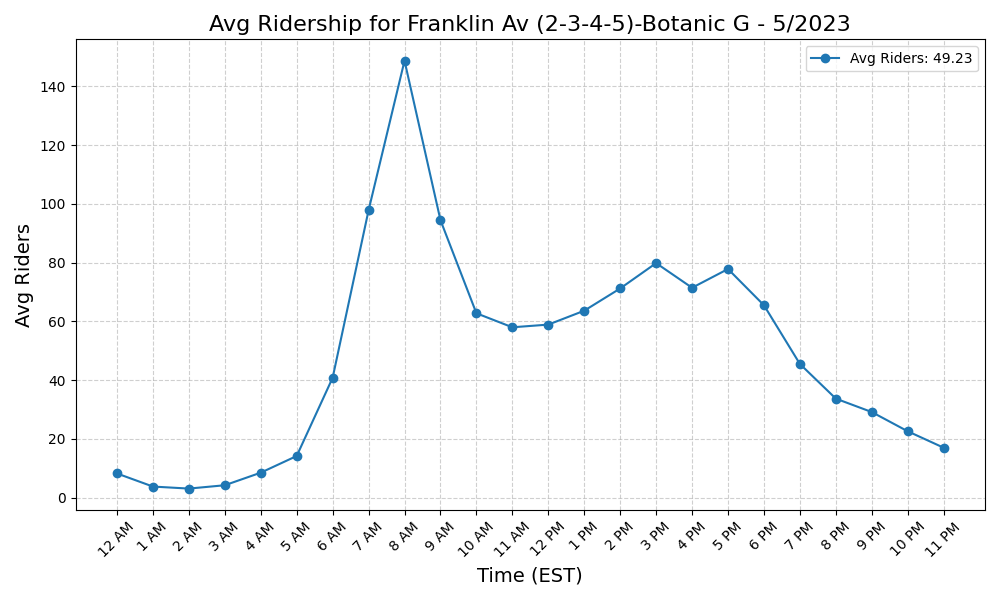 Avg Ridership for Franklin Av (2-3-4-5)-Botanic G - 5/2023
Avg Riders: 49.23
Avg Riders
140
120
100
80
60
40
20
0
12 AM
1 AM
2 AM
3 AM
4 AM
5 AM
6 AM
7 AM
8 AM
9 AM
10 AM
11 AM
12 PM
1 PM
2 PM
3 PM
4 PM
5 PM
6 PM
7 PM
8 PM
9 PM
10 PM
11 PM
Time (EST)